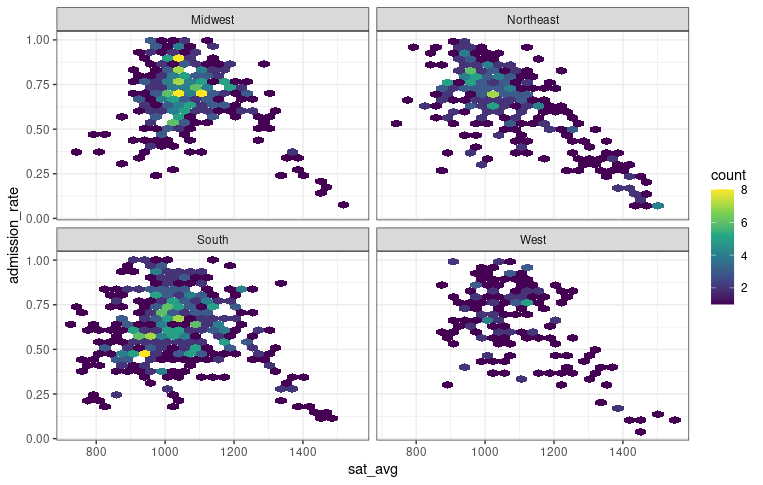 Midwest
Northeast
1.00
0.75
0.50
0.25
0.00
South
West
1.00
0.75
0.50
0.25
0.00
800 1000 1200 1400
800 1000 1200 1400
sat_avg
admission_rate
count
8
6
4
2